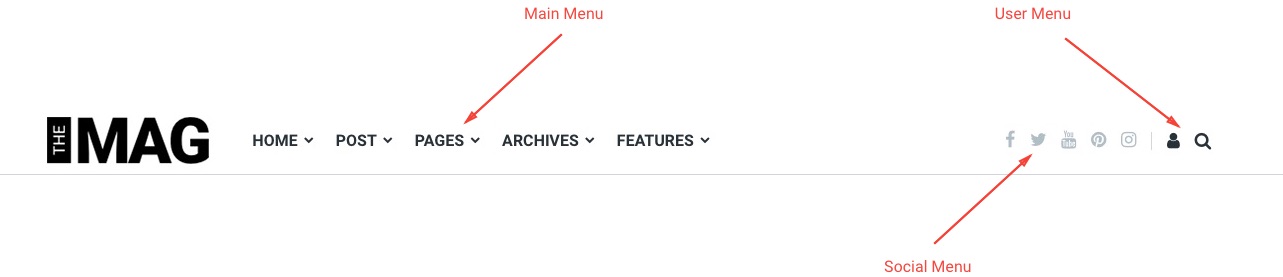 Main Menu
User Menu
THE MAG
HOME POST PAGES ARCHIVES FEATURES
You Tube
Social Menu